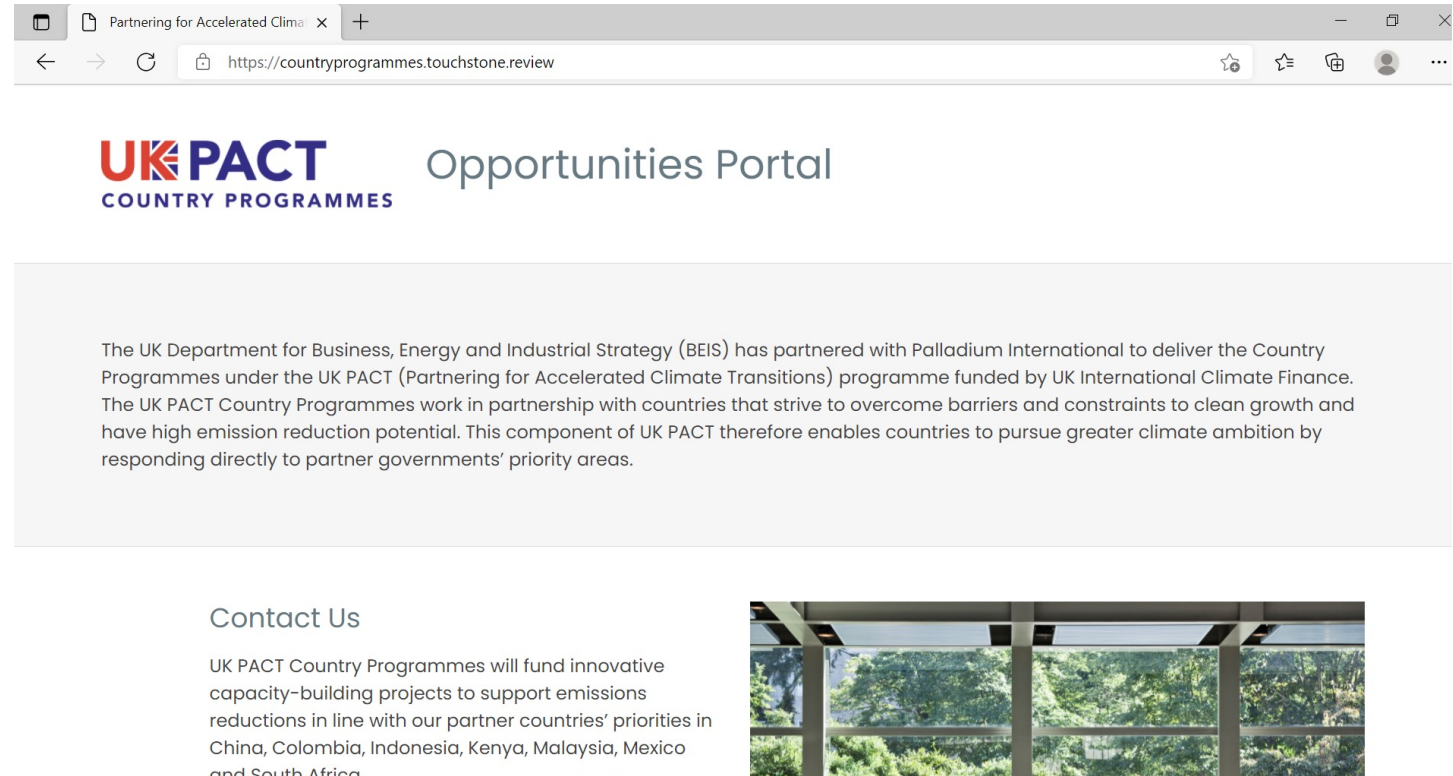 Partnering for Accelerated Clima
https://countryprogrammes.touchstone.review
UK PACT
COUNTRY PROGRAMMES
Opportunities Portal
The UK Department for Business, Energy and Industrial Strategy (BEIS) has partnered with Palladium International to deliver the Country
Programmes under the UK PACT (Partnering for Accelerated Climate Transitions) programme funded by UK International Climate Finance.
The UK PACT Country Programmes work in partnership with countries that strive to overcome barriers and constraints to clean growth and
have high emission reduction potential. This component of UK PACT therefore enables countries to pursue greater climate ambition by
responding directly to partner governments’ priority areas.
Contact Us
UK PACT Country Programmes will fund innovative
capacity-building projects to support emissions
reductions in line with our partner countries’ priorities in
China, Colombia, Indonesia, Kenya, Malaysia, Mexico
and South Africa